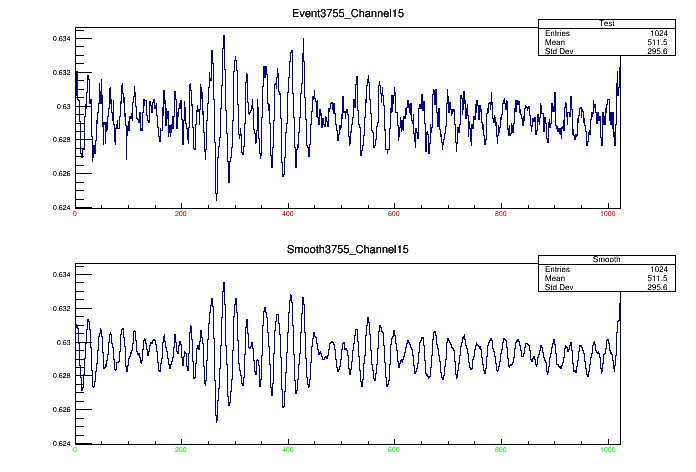 Event3755_Channel15
Test
Entries 1024
Mean 511.5
Std Dev 295.6
0.634
0.632
0.63
0.628
0.626
0.624
0 200 400 600 800 1000
Smooth3755_Channel15
Smooth
Entries 1024
Mean 511.5
Std Dev 295.6
0.634
0.632
0.63
0.628
0.626
0.624
0 200 400 600 800 1000